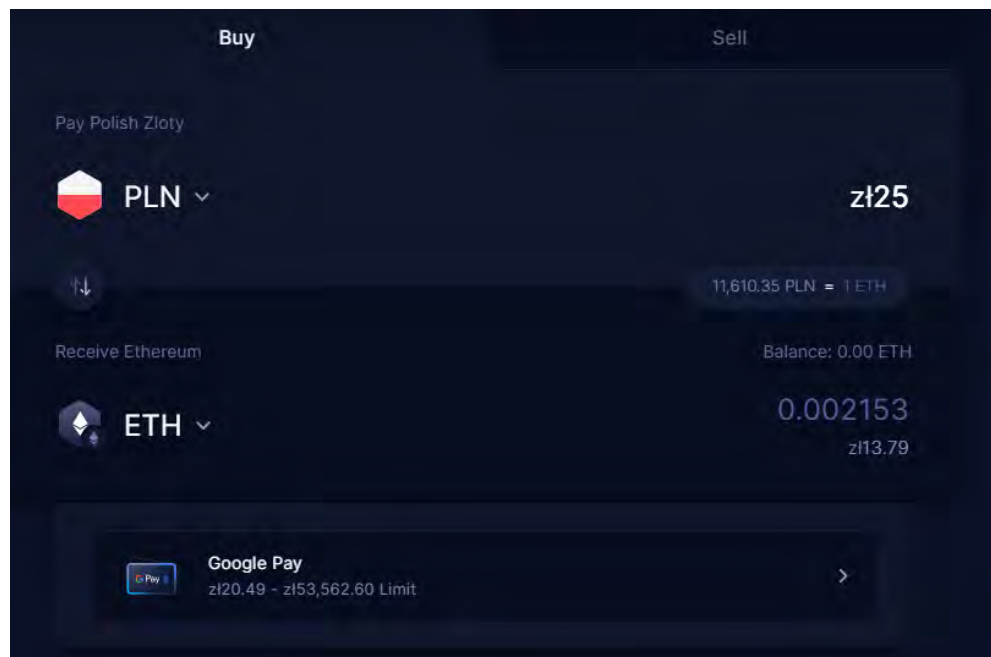 Buy
Sell
Pay Polish Zloty
PLN
zł25
11,610.35 PLN = 1 ETH
Receive Ethereum
Balance: 0.00 ETH
ETH
0.002153
zł13.79
G Pay
Google Pay
zł20.49 - zł53,562.60 Limit